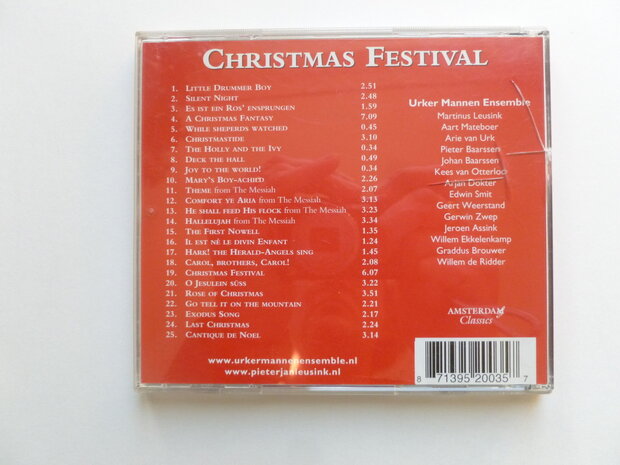 CHRISTMAS FESTIVAL
1. LITTLE DRUMMER BOY 2.51
2. SILENT NIGHT 2.48
3. ES IST EIN ROS' ENSPRUNGEN 1.59
4. A CHRISTMAS FANTASY 7.09
5. WHILE SHEPERDS WATCHED 0.45
6. CHRISTMASTIDE 3.10
7. THE HOLLY AND THE IVY 0.34
8. DECK THE HALL 0.49
9. JOY TO THE WORLD! 0.34
10. MARY'S BOY-ACHILD 2.26
11. THEME from THE MESSIAH 2.07
12. COMFORT YE ARIA from THE MESSIAH 3.13
13. HE SHALL FEED HIS FLOCK from THE MESSIAH 3.23
14. HALLELUJAH from THE MESSIAH 3.34
15. THE FIRST NOWELL 1.35
16. IL EST NÉ LE DIVIN ENFANT 1.24
17. HARK! THE HERALD-ANGELS SING 1.45
18. CAROL, BROTHERS, CAROL! 2.08
19. CHRISTMAS FESTIVAL 6.07
20. O JESULEIN SÜSS 3.22
21. ROSE OF CHRISTMAS 3.51
22. GO TELL IT ON THE MOUNTAIN 2.21
23. EXODUS SONG 2.17
24. LAST CHRISTMAS 2.24
25. CANTIQUE DE NOEL 3.14
www.urkermannenensemble.nl
www.pieterjanleusink.nl
Urker Mannen Ensemble
Martinus Leusink
Aart Mateboer
Arie van Urk
Pieter Baarssen
Johan Baarssen
Kees van Otterloo
Arjan Dokter
Edwin Smit
Geert Weerstand
Gerwin Zwep
Jeroen Assink
Willem Ekkelenkamp
Graddus Brouwer
Willem de Ridder
AMSTERDAM
Classics
8 71395 20035 7